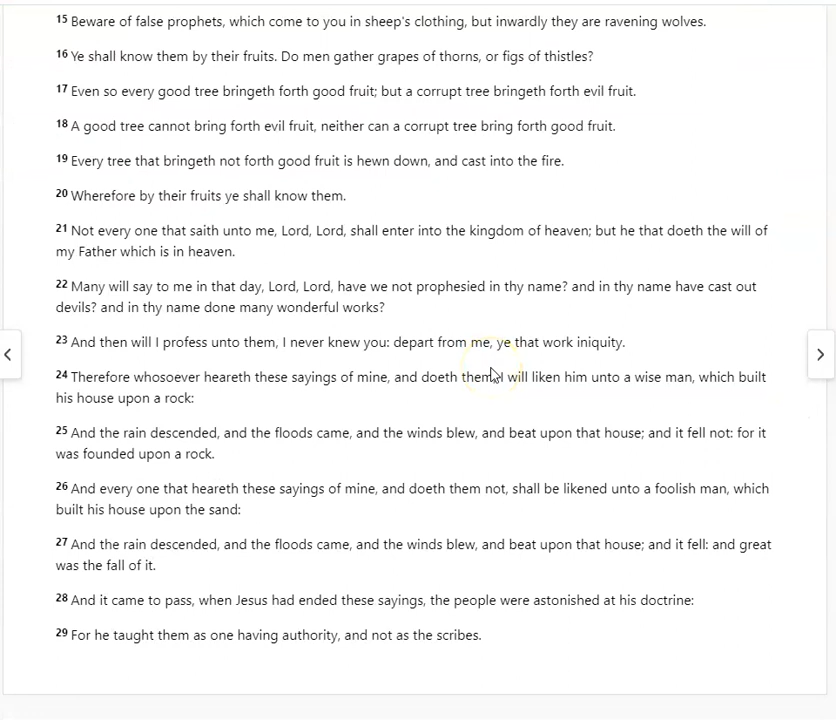 15 Beware of false prophets, which come to you in sheep's clothing, but inwardly they are ravening wolves.
16 Ye shall know them by their fruits. Do men gather grapes of thorns, or figs of thistles?
17 Even so every good tree bringeth forth good fruit; but a corrupt tree bringeth forth evil fruit.
18 A good tree cannot bring forth evil fruit, neither can a corrupt tree bring forth good fruit.
19 Every tree that bringeth not forth good fruit is hewn down, and cast into the fire.
20 Wherefore by their fruits ye shall know them.
21 Not every one that saith unto me, Lord, Lord, shall enter into the kingdom of heaven; but he that doeth the will of
my Father which is in heaven.
22 Many will say to me in that day, Lord, Lord, have we not prophesied in thy name? and in thy name have cast out
devils? and in thy name done many wonderful works?
23 And then will I profess unto them, I never knew you: depart from me, ye that work iniquity.
24 Therefore whosoever heareth these sayings of mine, and doeth them, I will liken him unto a wise man, which built
his house upon a rock:
25 And the rain descended, and the floods came, and the winds blew, and beat upon that house; and it fell not: for it
was founded upon a rock.
26 And every one that heareth these sayings of mine, and doeth them not, shall be likened unto a foolish man, which
built his house upon the sand:
27 And the rain descended, and the floods came, and the winds blew, and beat upon that house; and it fell: and great
was the fall of it.
28 And it came to pass, when Jesus had ended these sayings, the people were astonished at his doctrine:
29 For he taught them as one having authority, and not as the scribes.